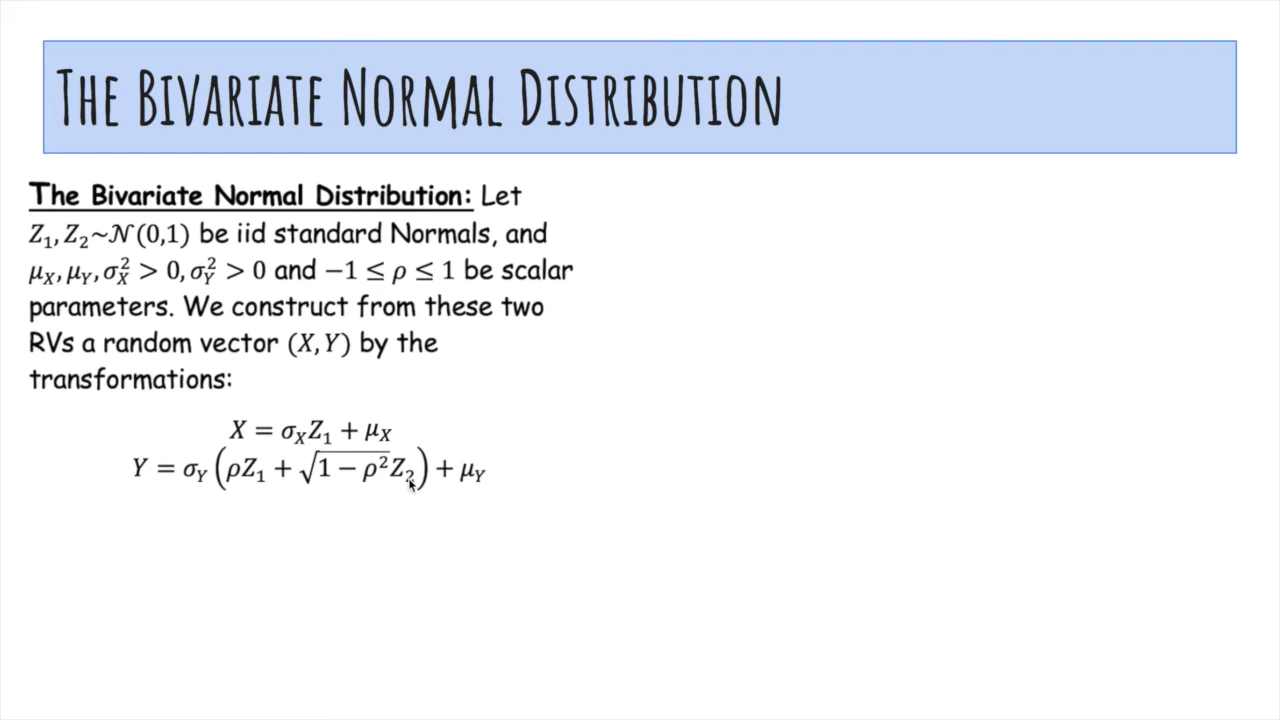 THE BIVARIATE NORMAL DISTRIBUTION
The Bivariate Normal Distribution: Let
Z₁, Z₂~𝒩(0,1) be iid standard Normals, and
μ_X, μ_Y, σ_X² > 0, σ_Y² > 0 and −1 ≤ ρ ≤ 1 be scalar
parameters. We construct from these two
RVs a random vector (X, Y) by the
transformations:
X = σ_X Z₁ + μ_X
Y = σ_Y (ρZ₁ + √(1 − ρ²) Z₂) + μ_Y